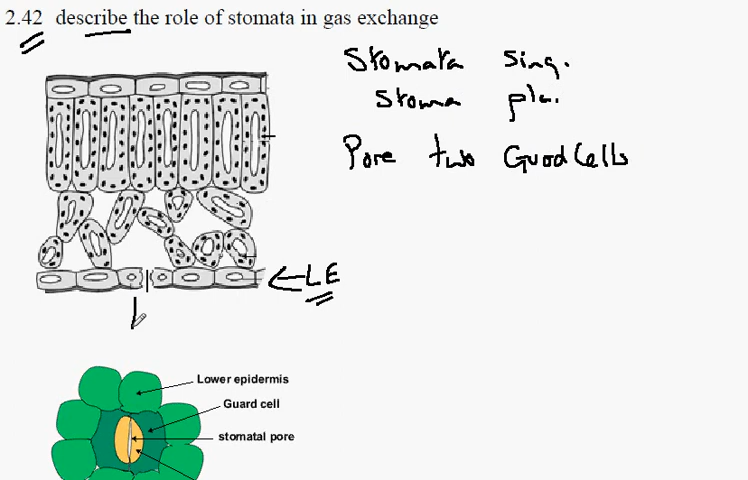 2.42 describe the role of stomata in gas exchange
Stomata sing.
Stoma plu.
Pore two Guard Cells
←LE
Lower epidermis
Guard cell
stomatal pore